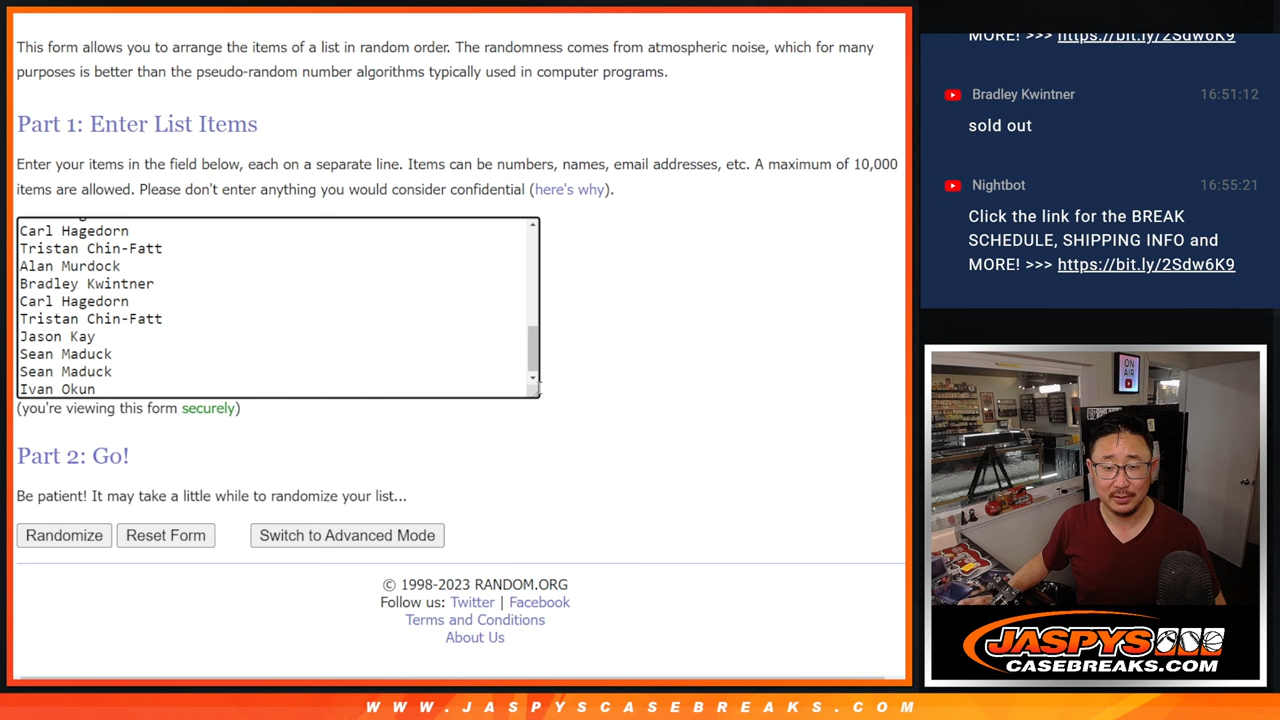 This form allows you to arrange the items of a list in random order. The randomness comes from atmospheric noise, which for many
purposes is better than the pseudo-random number algorithms typically used in computer programs.
Part 1: Enter List Items
Enter your items in the field below, each on a separate line. Items can be numbers, names, email addresses, etc. A maximum of 10,000
items are allowed. Please don't enter anything you would consider confidential (here's why).
Carl Hagedorn
Tristan Chin-Fatt
Alan Murdock
Bradley Kwintner
Carl Hagedorn
Tristan Chin-Fatt
Jason Kay
Sean Maduck
Sean Maduck
Ivan Okun
(you're viewing this form securely)
Part 2: Go!
Be patient! It may take a little while to randomize your list...
Randomize
Reset Form
Switch to Advanced Mode
© 1998-2023 RANDOM.ORG
Follow us: Twitter | Facebook
Terms and Conditions
About Us
MORE! >>> https://bit.ly/2Sdw6K9
Bradley Kwintner 16:51:12
sold out
Nightbot 16:55:21
Click the link for the BREAK
SCHEDULE, SHIPPING INFO and
MORE! >>> https://bit.ly/2Sdw6K9
ON
AIR
JASPYS
CASEBREAKS.COM
WWW.JASPYSCASEBREAKS.COM